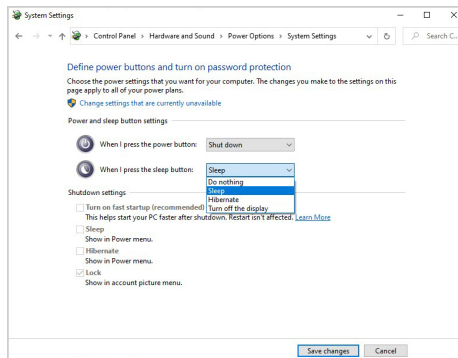 System Settings
Control Panel > Hardware and Sound > Power Options > System Settings
Search C...
Define power buttons and turn on password protection
Choose the power settings that you want for your computer. The changes you make to the settings on this
page apply to all of your power plans.
Change settings that are currently unavailable
Power and sleep button settings
When I press the power button: Shut down
When I press the sleep button: Sleep
Do nothing
Sleep
Hibernate
Turn off the display
Shutdown settings
Turn on fast startup (recommended)
This helps start your PC faster after shutdown. Restart isn't affected. Learn More
Sleep
Show in Power menu.
Hibernate
Show in Power menu.
Lock
Show in account picture menu.
Save changes Cancel